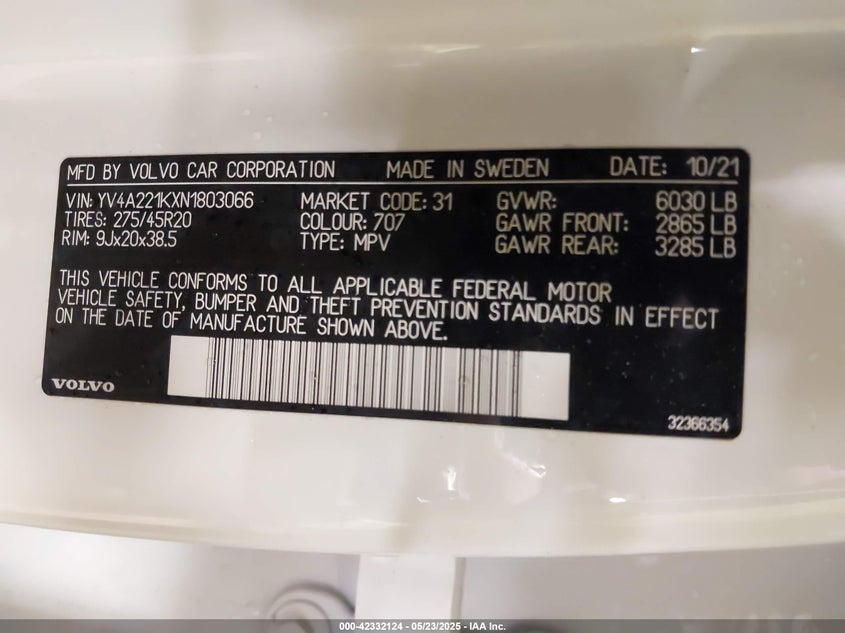 MFD BY VOLVO CAR CORPORATION MADE IN SWEDEN DATE: 10/21
VIN: YV4A221KXN1803066 MARKET CODE: 31 GVWR: 6030 LB
TIRES: 275/45R20 COLOUR: 707 GAWR FRONT: 2865 LB
RIM: 9Jx20x38.5 TYPE: MPV GAWR REAR: 3285 LB
THIS VEHICLE CONFORMS TO ALL APPLICABLE FEDERAL MOTOR
VEHICLE SAFETY, BUMPER AND THEFT PREVENTION STANDARDS IN EFFECT
ON THE DATE OF MANUFACTURE SHOWN ABOVE.
VOLVO
32366354
000-42332124 - 05/23/2025 - IAA Inc.